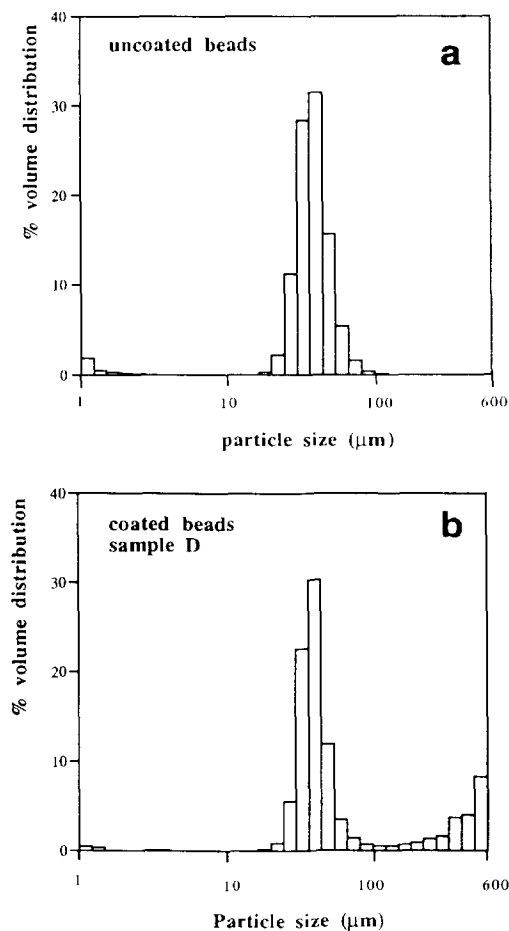 40
30
20
10
0
% volume distribution
uncoated beads
a
1 10 100 600
particle size (μm)
40
30
20
10
0
% volume distribution
coated beads
sample D
b
1 10 100 600
Particle size (μm)